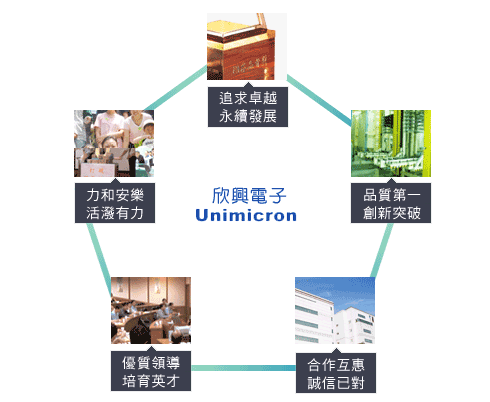 追求卓越
永續發展
力和安樂
活潑有力
品質第一
創新突破
欣興電子
Unimicron
優質領導
培育英才
合作互惠
誠信已對